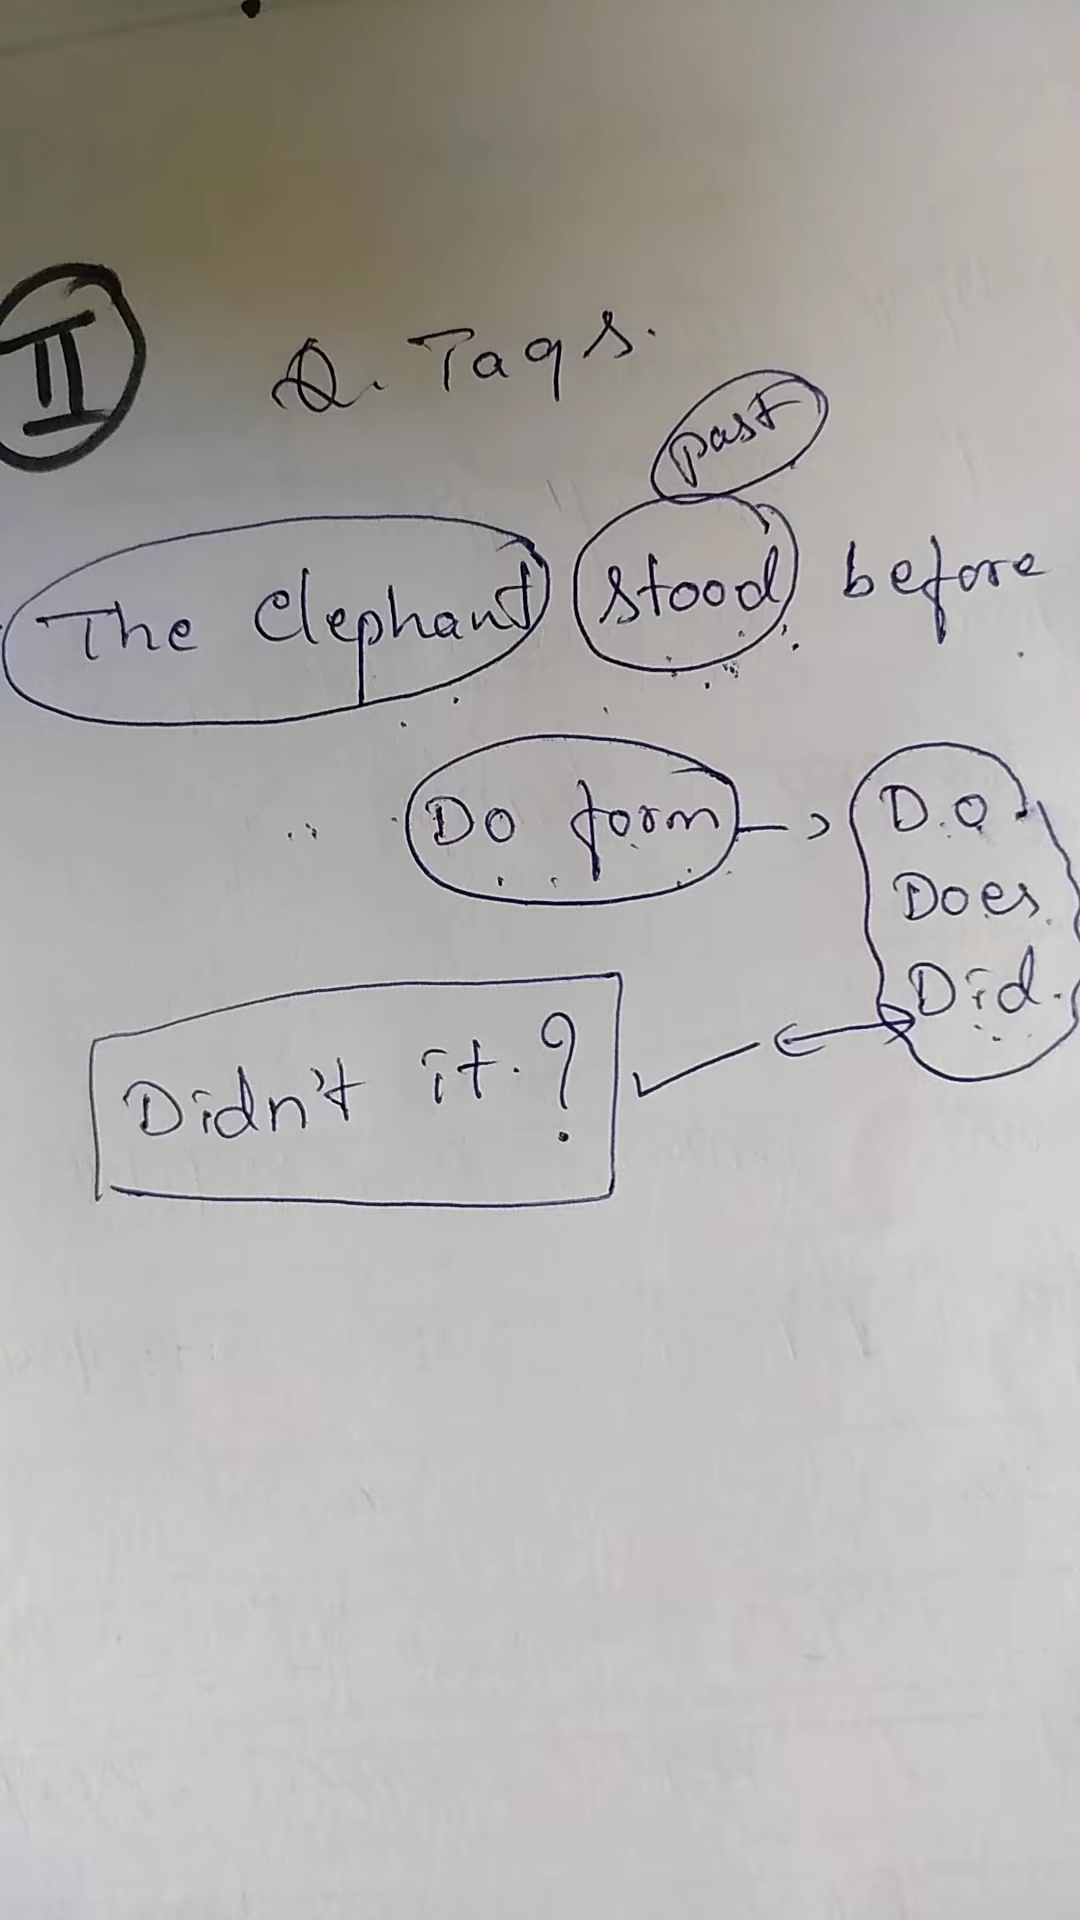 II Q. Tags.
past
The Elephant stood before
Do form → Do
Does
Did.
Didn't it.?